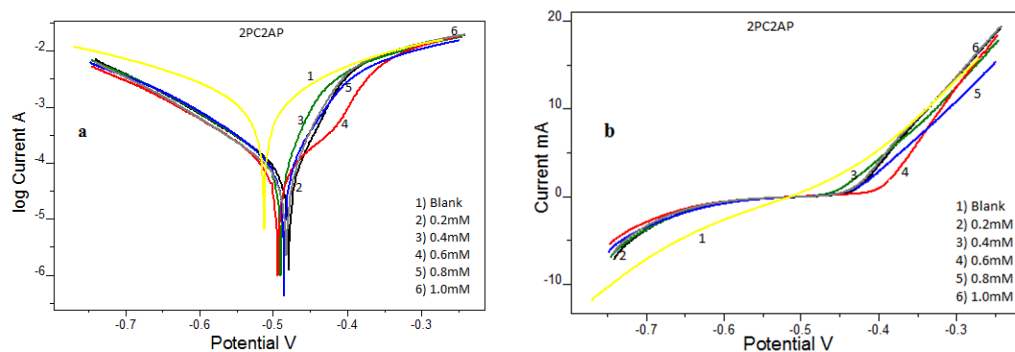 2PC2AP
6
-2
1
log Current A
-3
5
a
3
4
-4
2
1) Blank
2) 0.2mM
-5
3) 0.4mM
4) 0.6mM
5) 0.8mM
-6
6) 1.0mM
-0.7 -0.6 -0.5 -0.4 -0.3
Potential V
20
2PC2AP
6
10
b
5
Current mA
3
0
4
1) Blank
2
1
2) 0.2mM
3) 0.4mM
4) 0.6mM
-10
5) 0.8mM
6) 1.0mM
-0.7 -0.6 -0.5 -0.4 -0.3
Potential V